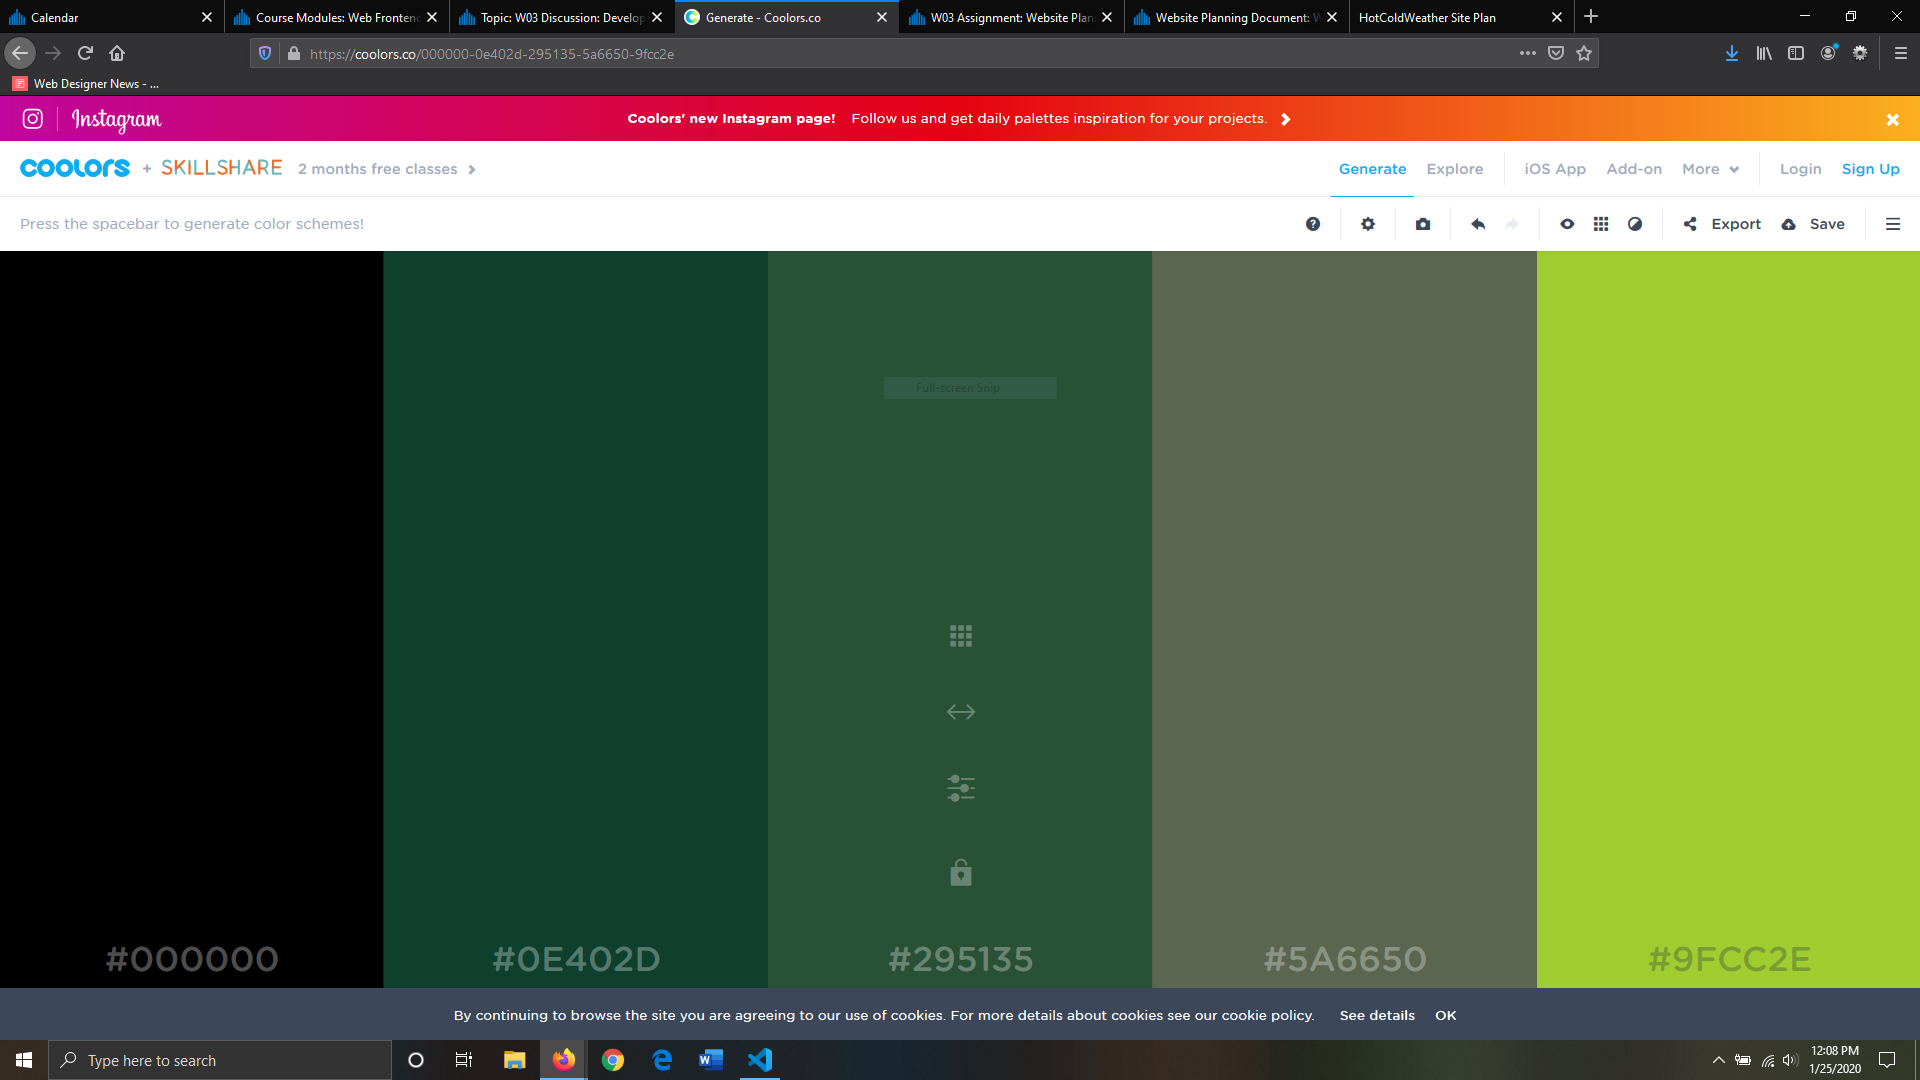 Calendar
Course Modules: Web Fronten
Topic: W03 Discussion: Develop
Generate - Coolors.co
W03 Assignment: Website Plan
Website Planning Document: W
HotColdWeather Site Plan
https://coolors.co/000000-0e402d-295135-5a6650-9fcc2e
Web Designer News - ...
Instagram
Coolors' new Instagram page! Follow us and get daily palettes inspiration for your projects.
coolors + SKILLSHARE 2 months free classes
Generate Explore iOS App Add-on More Login Sign Up
Press the spacebar to generate color schemes!
Export Save
Full-screen Snip
#000000 #0E402D #295135 #5A6650 #9FCC2E
By continuing to browse the site you are agreeing to our use of cookies. For more details about cookies see our cookie policy. See details OK
Type here to search
12:08 PM
1/25/2020